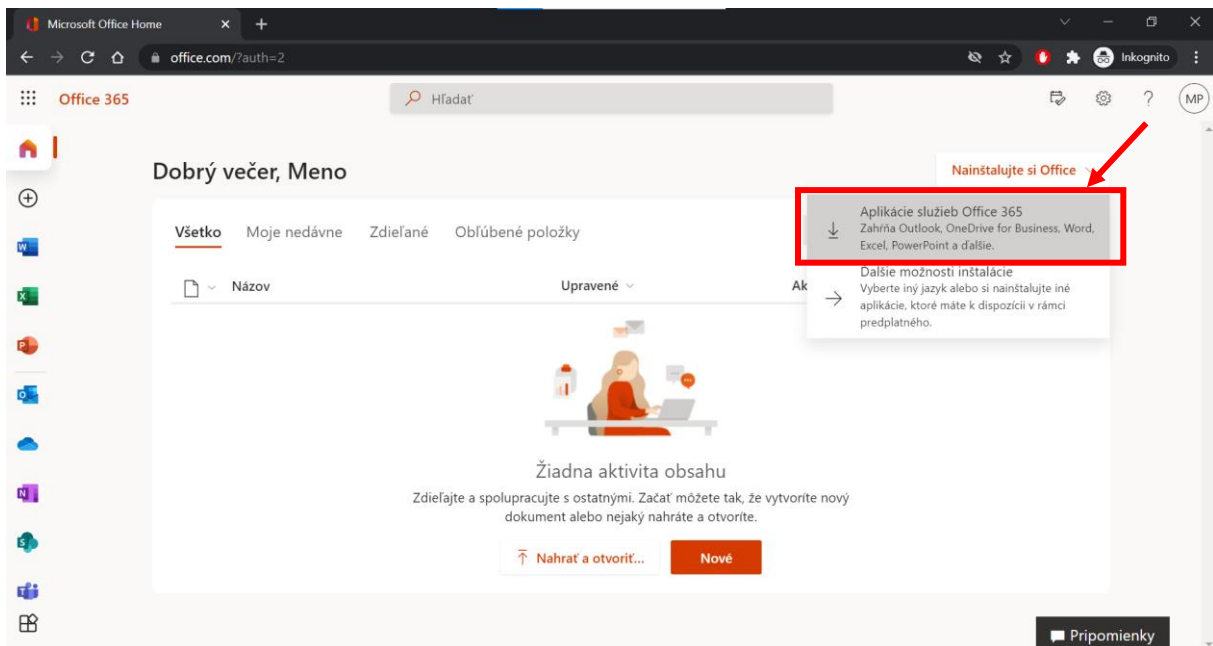 Microsoft Office Home
office.com/?auth=2
Inkognito
Office 365
Hľadať
MP
Dobrý večer, Meno
Nainštalujte si Office
Aplikácie služieb Office 365
Zahŕňa Outlook, OneDrive for Business, Word,
Excel, PowerPoint a ďalšie.
Ďalšie možnosti inštalácie
Vyberte iný jazyk alebo si nainštalujte iné
aplikácie, ktoré máte k dispozícii v rámci
predplatného.
Všetko Moje nedávne Zdieľané Obľúbené položky
Názov Upravené Ak
Žiadna aktivita obsahu
Zdieľajte a spolupracujte s ostatnými. Začať môžete tak, že vytvoríte nový
dokument alebo nejaký nahráte a otvoríte.
Nahrať a otvoriť... Nové
Pripomienky